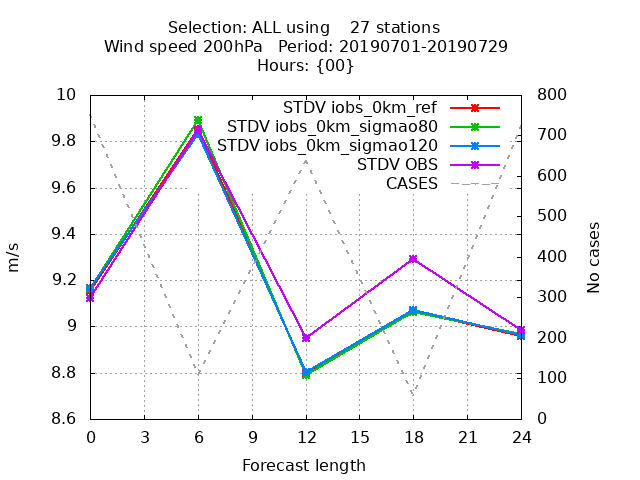 Selection: ALL using    27 stations
Wind speed 200hPa   Period: 20190701-20190729
Hours: {00}
STDV iobs_0km_ref
STDV iobs_0km_sigmao80
STDV iobs_0km_sigmao120
STDV OBS
CASES
10
9.8
9.6
9.4
9.2
9
8.8
8.6
m/s
800
700
600
500
400
300
200
100
0
No cases
0 3 6 9 12 15 18 21 24
Forecast length